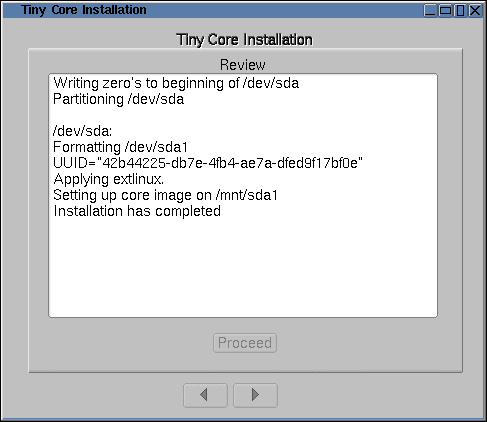 Tiny Core Installation
Tiny Core Installation
Review
Writing zero's to beginning of /dev/sda
Partitioning /dev/sda
/dev/sda:
Formatting /dev/sda1
UUID="42b44225-db7e-4fb4-ae7a-dfed9f17bf0e"
Applying extlinux.
Setting up core image on /mnt/sda1
Installation has completed
Proceed